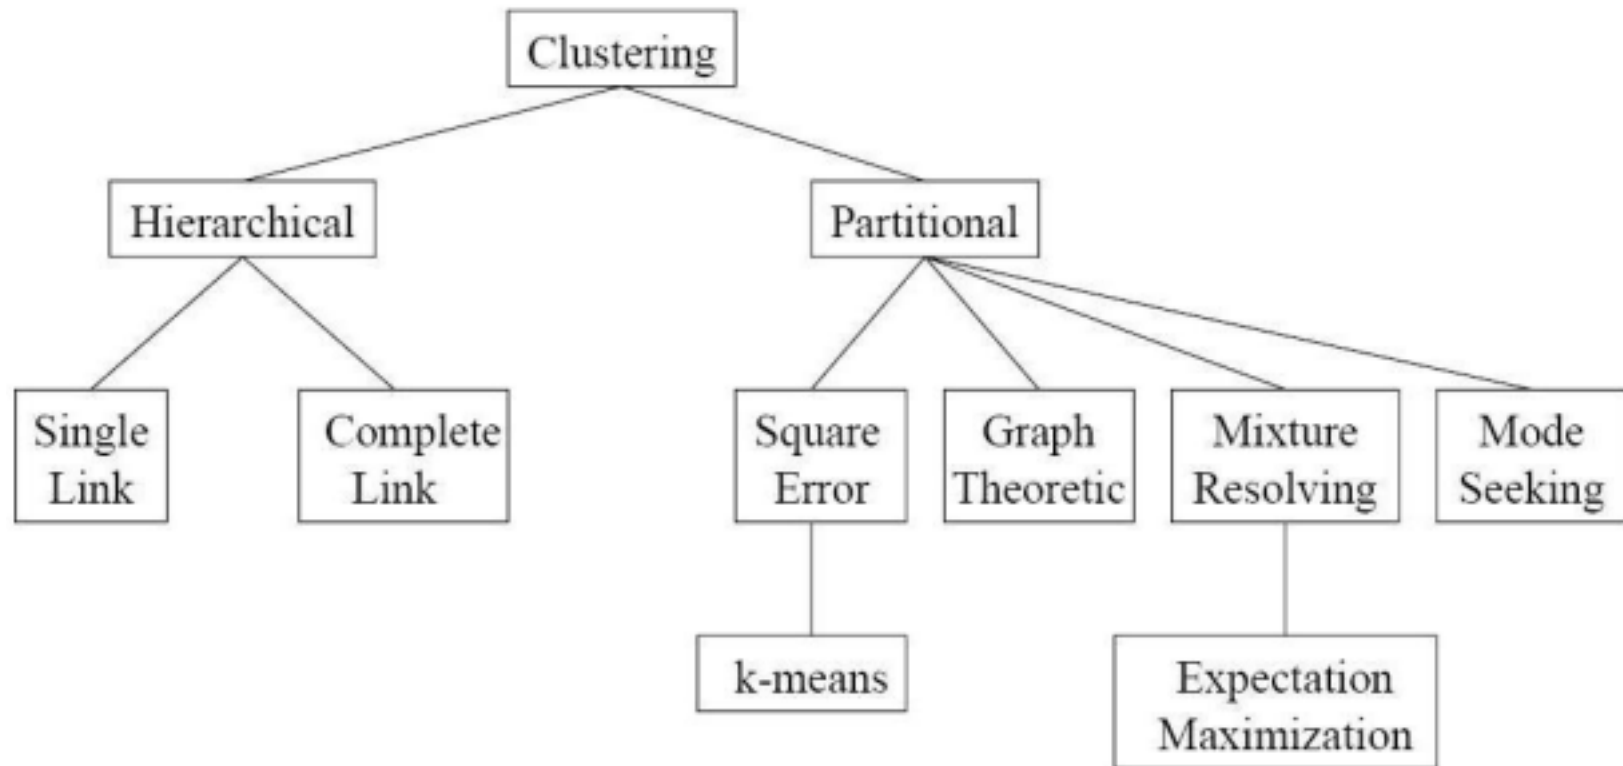 Clustering
Hierarchical
Partitional
Single
Link
Complete
Link
Square
Error
Graph
Theoretic
Mixture
Resolving
Mode
Seeking
k-means
Expectation
Maximization